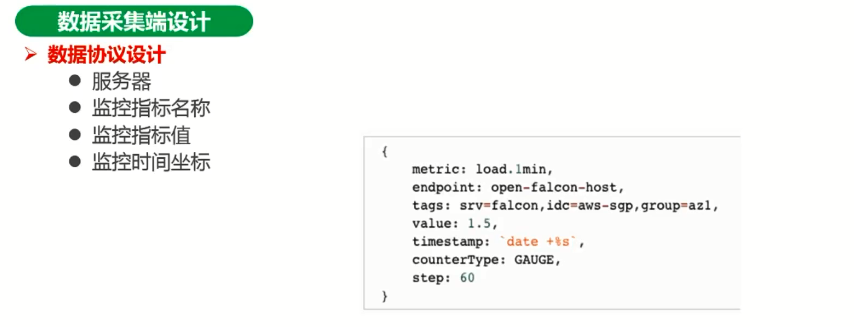 数据采集端设计
数据协议设计
服务器
监控指标名称
监控指标值
监控时间坐标
{
metric: load.1min,
endpoint: open-falcon-host,
tags: srv=falcon,idc=aws-sgp,group=az1,
value: 1.5,
timestamp: `date +%s`,
counterType: GAUGE,
step: 60
}